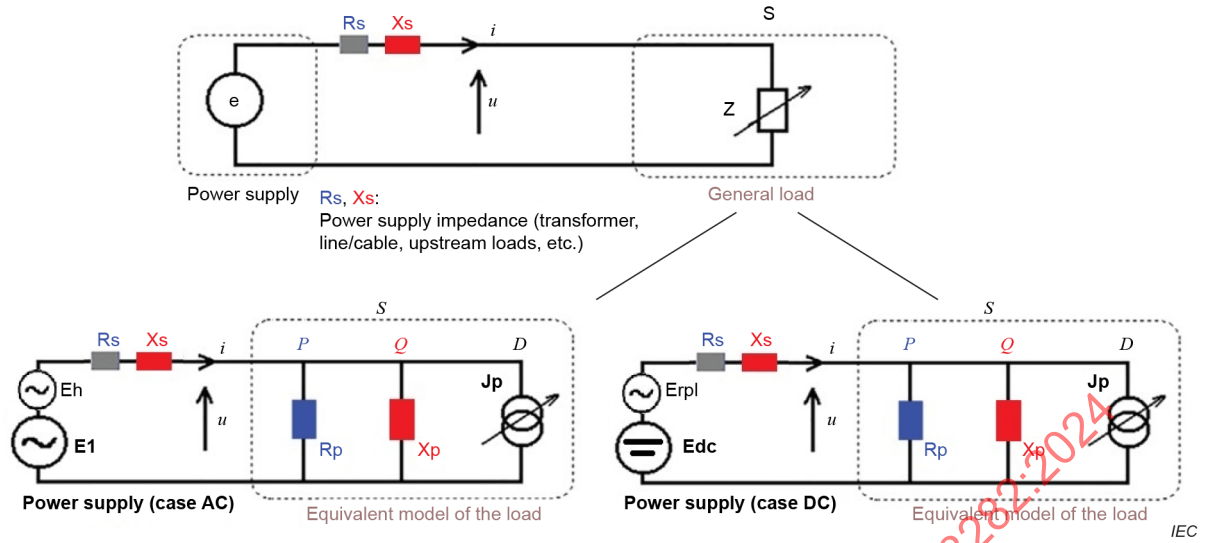 S
Rs Xs i
e
u
Z
Power supply
Rs, Xs:
Power supply impedance (transformer,
line/cable, upstream loads, etc.)
General load
S
Rs Xs i P Q D
Eh
Jp
u
E1
Rp Xp
Power supply (case AC)
Equivalent model of the load
S
Rs Xs i P Q D
Erpl
Jp
u
Edc
Rp Xp
Power supply (case DC)
Equivalent model of the load
282:2024
IEC